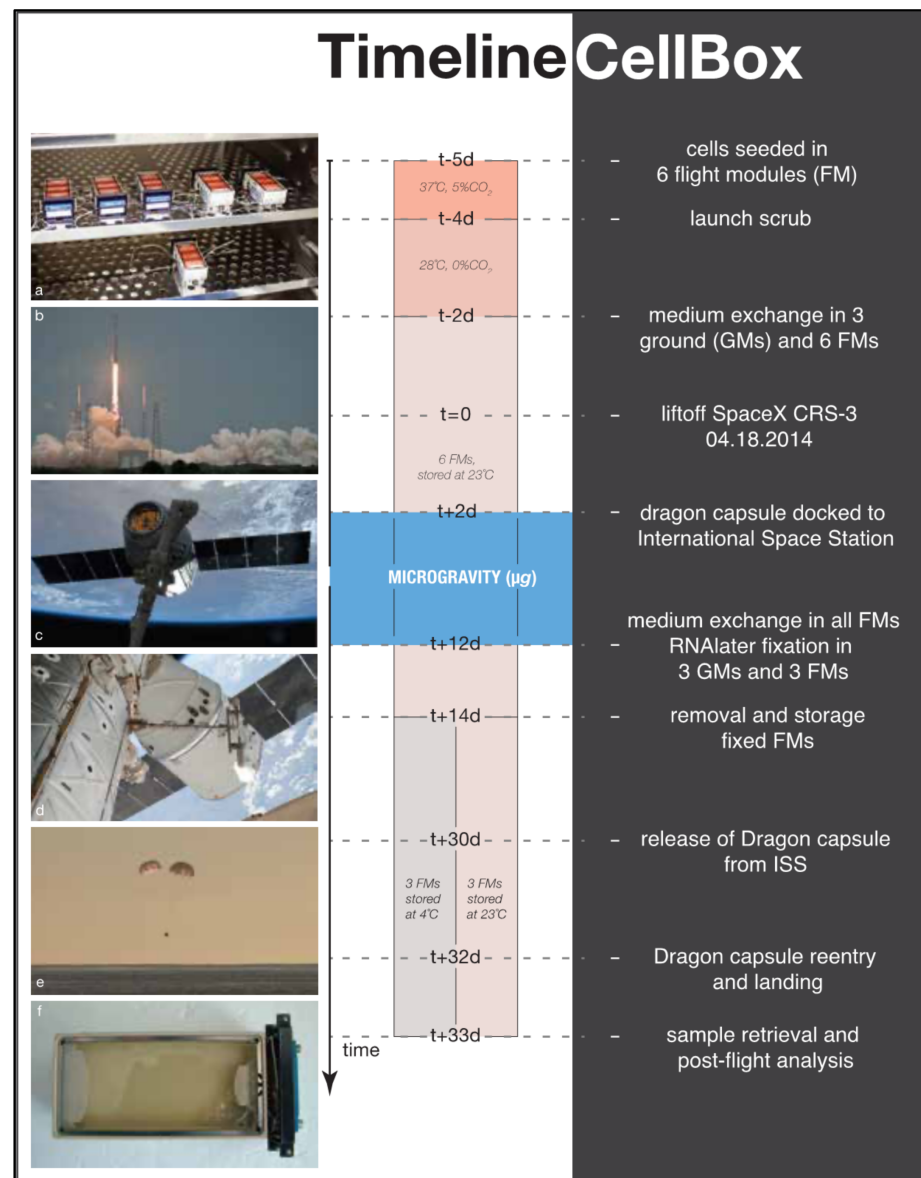 Timeline CellBox
a
b
c
d
e
f
t-5d
37℃, 5%CO₂
t-4d
28℃, 0%CO₂
t-2d
t=0
6 FMs,
stored at 23℃
t+2d
MICROGRAVITY (µg)
t+12d
t+14d
t+30d
3 FMs
stored
at 4℃
3 FMs
stored
at 23℃
t+32d
t+33d
time
– cells seeded in
6 flight modules (FM)
– launch scrub
– medium exchange in 3
ground (GMs) and 6 FMs
– liftoff SpaceX CRS-3
04.18.2014
– dragon capsule docked to
International Space Station
medium exchange in all FMs
– RNAlater fixation in
3 GMs and 3 FMs
– removal and storage
fixed FMs
– release of Dragon capsule
from ISS
– Dragon capsule reentry
and landing
– sample retrieval and
post-flight analysis